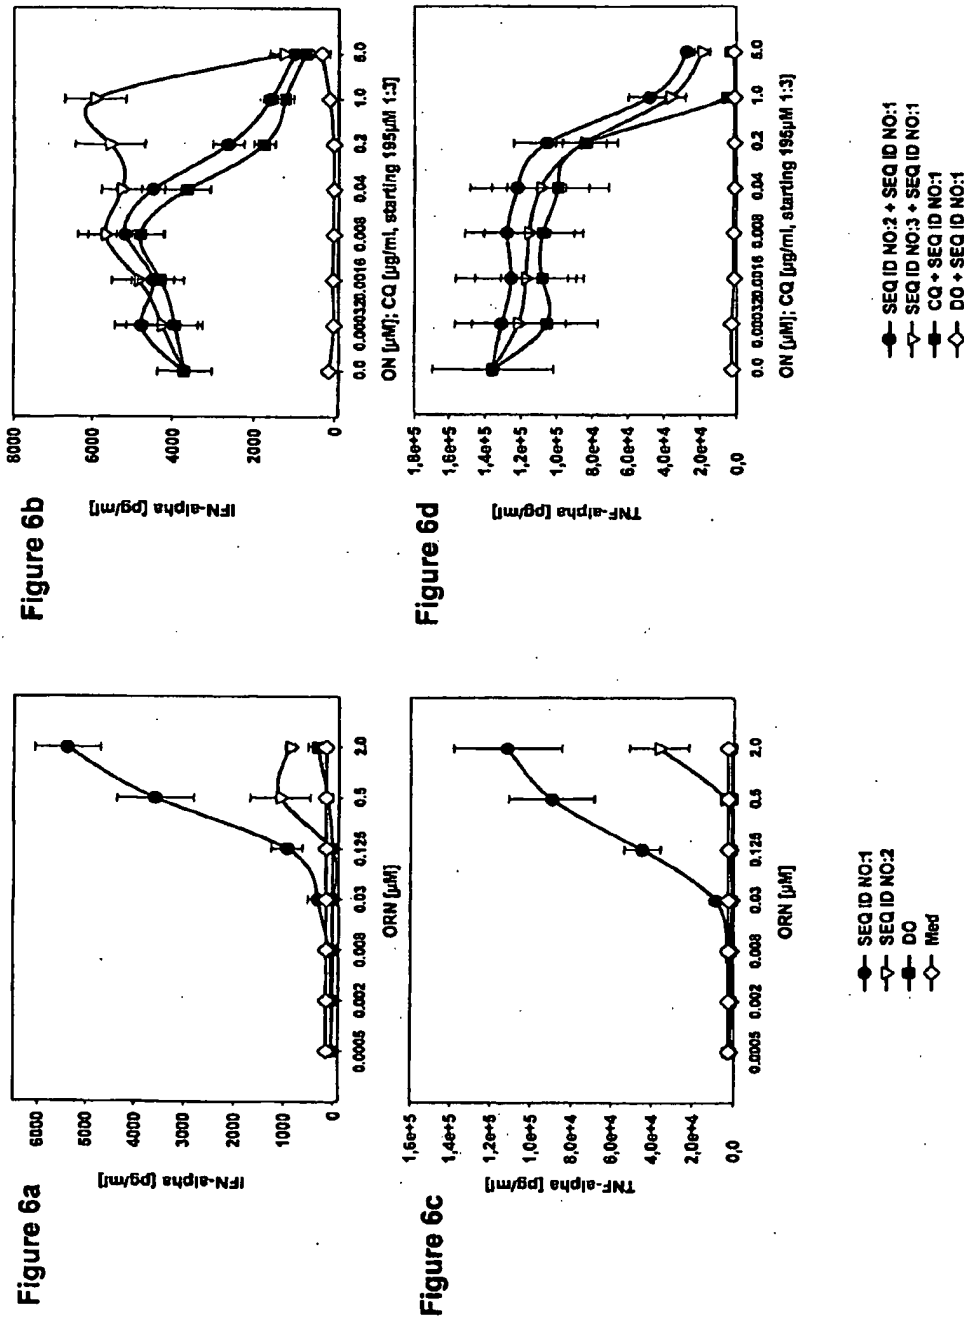 Figure 6a
IFN-alpha [pg/ml]
6000
5000
4000
3000
2000
1000
0
0.0005 0.002 0.008 0.03 0.125 0.5 2.0
ORN [µM]
Figure 6b
IFN-alpha [pg/ml]
8000
6000
4000
2000
0
0.0 0.00032 0.0016 0.008 0.04 0.2 1.0 5.0
ON [µM]; CQ [µg/ml, starting 195µM 1:3]
Figure 6c
TNF-alpha [pg/ml]
1,6e+5
1,4e+5
1,2e+5
1,0e+5
8,0e+4
6,0e+4
4,0e+4
2,0e+4
0,0
0.0005 0.002 0.008 0.03 0.125 0.5 2.0
ORN [µM]
SEQ ID NO:1
SEQ ID NO:2
DO
Med
Figure 6d
TNF-alpha [pg/ml]
1,8e+5
1,6e+5
1,4e+5
1,2e+5
1,0e+5
8,0e+4
6,0e+4
4,0e+4
2,0e+4
0,0
0.0 0.00032 0.0016 0.008 0.04 0.2 1.0 5.0
ON [µM]; CQ [µg/ml, starting 195µM 1:3]
SEQ ID NO:2 + SEQ ID NO:1
SEQ ID NO:3 + SEQ ID NO:1
CQ + SEQ ID NO:1
DO + SEQ ID NO:1